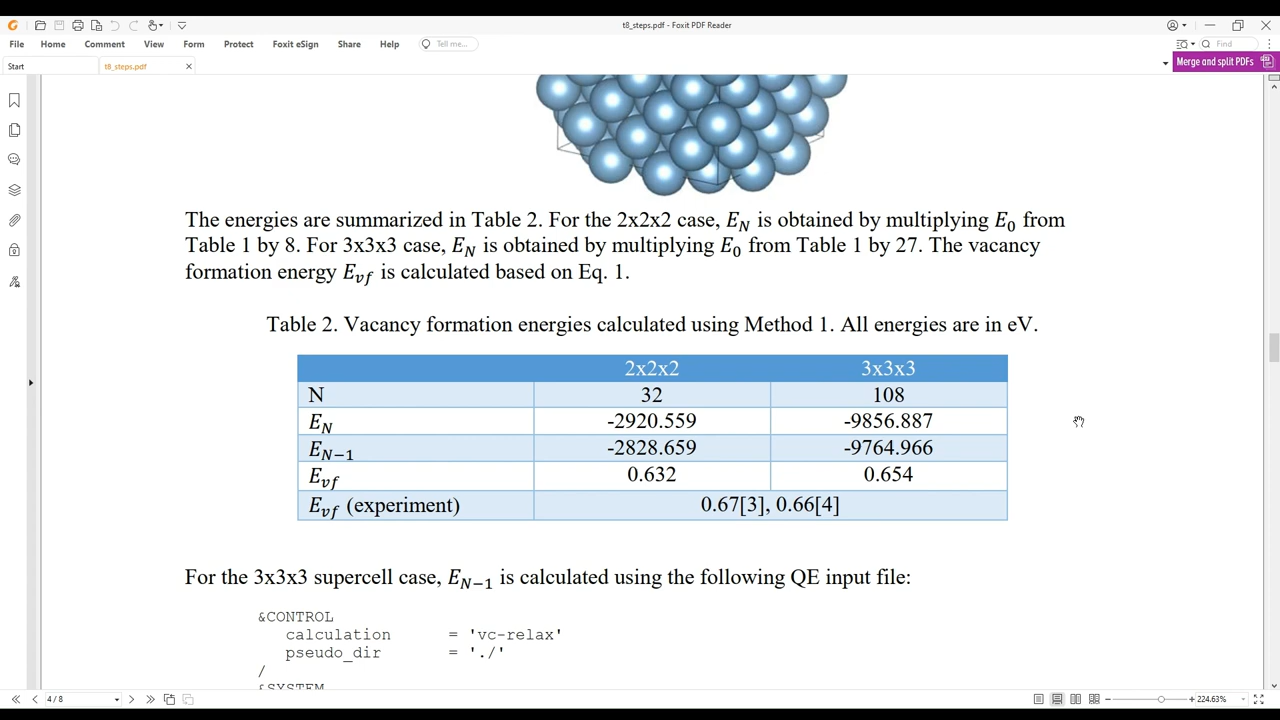 t8_steps.pdf - Foxit PDF Reader
File Home Comment View Form Protect Foxit eSign Share Help Tell me... Find
Start t8_steps.pdf Merge and split PDFs
The energies are summarized in Table 2. For the 2x2x2 case, E_N is obtained by multiplying E_0 from
Table 1 by 8. For 3x3x3 case, E_N is obtained by multiplying E_0 from Table 1 by 27. The vacancy
formation energy E_vf is calculated based on Eq. 1.
Table 2. Vacancy formation energies calculated using Method 1. All energies are in eV.
2x2x2 3x3x3
N 32 108
E_N -2920.559 -9856.887
E_N−1 -2828.659 -9764.966
E_vf 0.632 0.654
E_vf (experiment) 0.67[3], 0.66[4]
For the 3x3x3 supercell case, E_N−1 is calculated using the following QE input file:
&CONTROL
calculation = 'vc-relax'
pseudo_dir = './'
/
&SYSTEM
4 / 8 224.63%